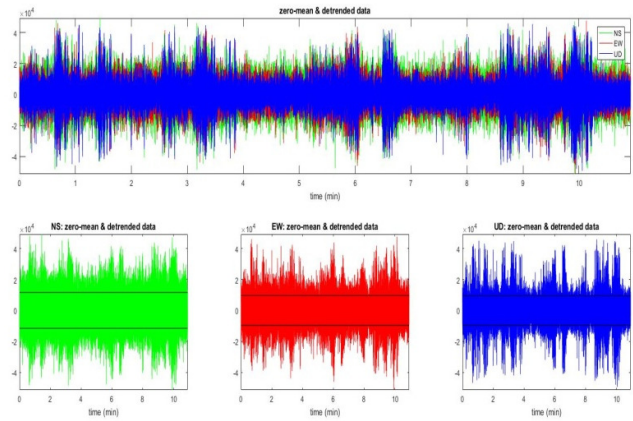 zero-mean & detrended data
×10⁴
NS
EW
UD
4
2
0
-2
-4
0 1 2 3 4 5 6 7 8 9 10
time (min)
NS: zero-mean & detrended data
×10⁴
4
2
0
-2
-4
0 2 4 6 8 10
time (min)
EW: zero-mean & detrended data
×10⁴
4
2
0
-2
-4
0 2 4 6 8 10
time (min)
UD: zero-mean & detrended data
×10⁴
4
2
0
-2
-4
0 2 4 6 8 10
time (min)